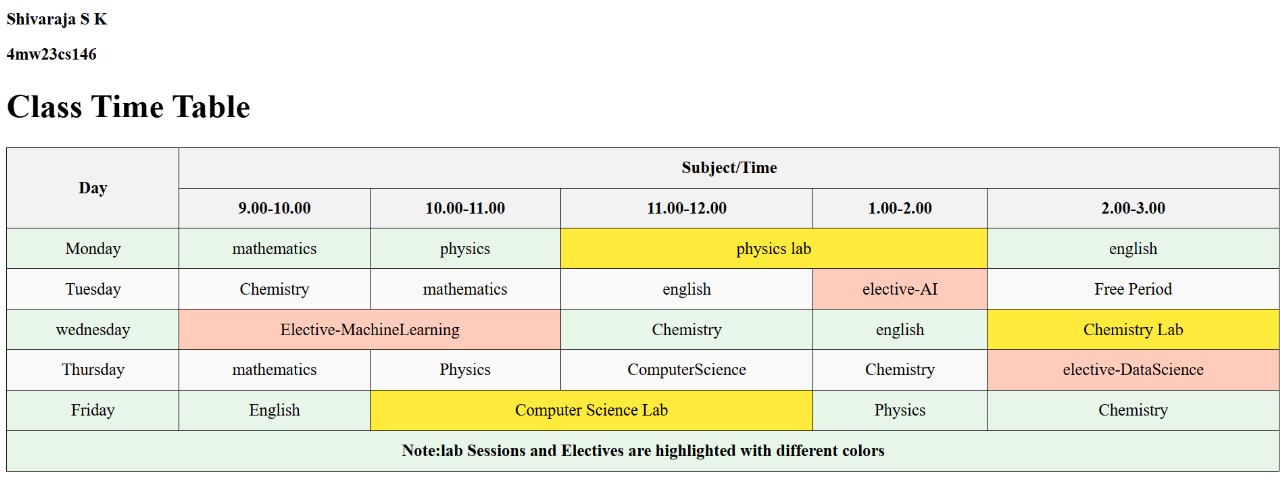 Shivaraja S K
4mw23cs146
Class Time Table
Day Subject/Time
9.00-10.00 10.00-11.00 11.00-12.00 1.00-2.00 2.00-3.00
Monday mathematics physics physics lab english
Tuesday Chemistry mathematics english elective-AI Free Period
wednesday Elective-MachineLearning Chemistry english Chemistry Lab
Thursday mathematics Physics ComputerScience Chemistry elective-DataScience
Friday English Computer Science Lab Physics Chemistry
Note:lab Sessions and Electives are highlighted with different colors